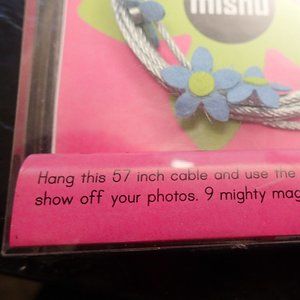 mishu
Hang this 57 inch cable and use the
show off your photos. 9 mighty mag